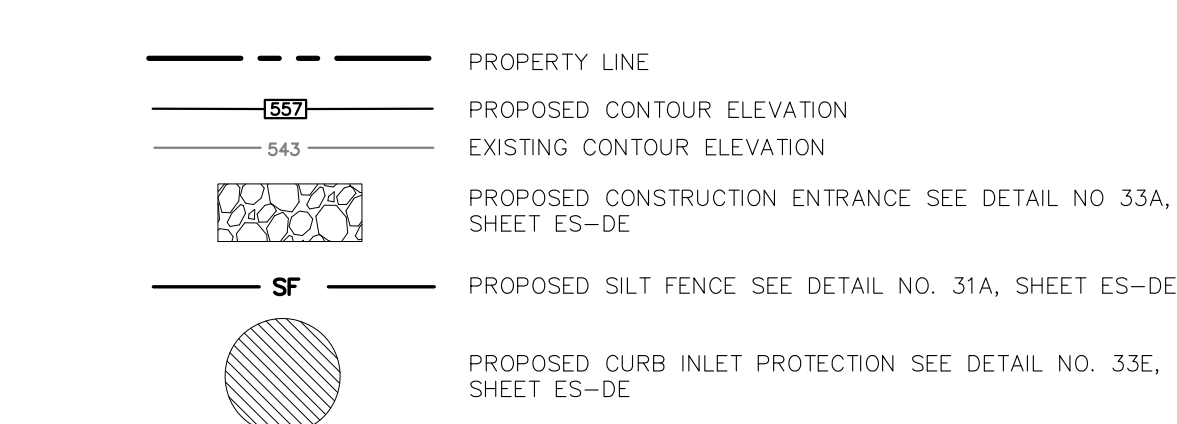 PROPERTY LINE
557 PROPOSED CONTOUR ELEVATION
543 EXISTING CONTOUR ELEVATION
PROPOSED CONSTRUCTION ENTRANCE SEE DETAIL NO 33A,
SHEET ES-DE
SF PROPOSED SILT FENCE SEE DETAIL NO. 31A, SHEET ES-DE
PROPOSED CURB INLET PROTECTION SEE DETAIL NO. 33E,
SHEET ES-DE